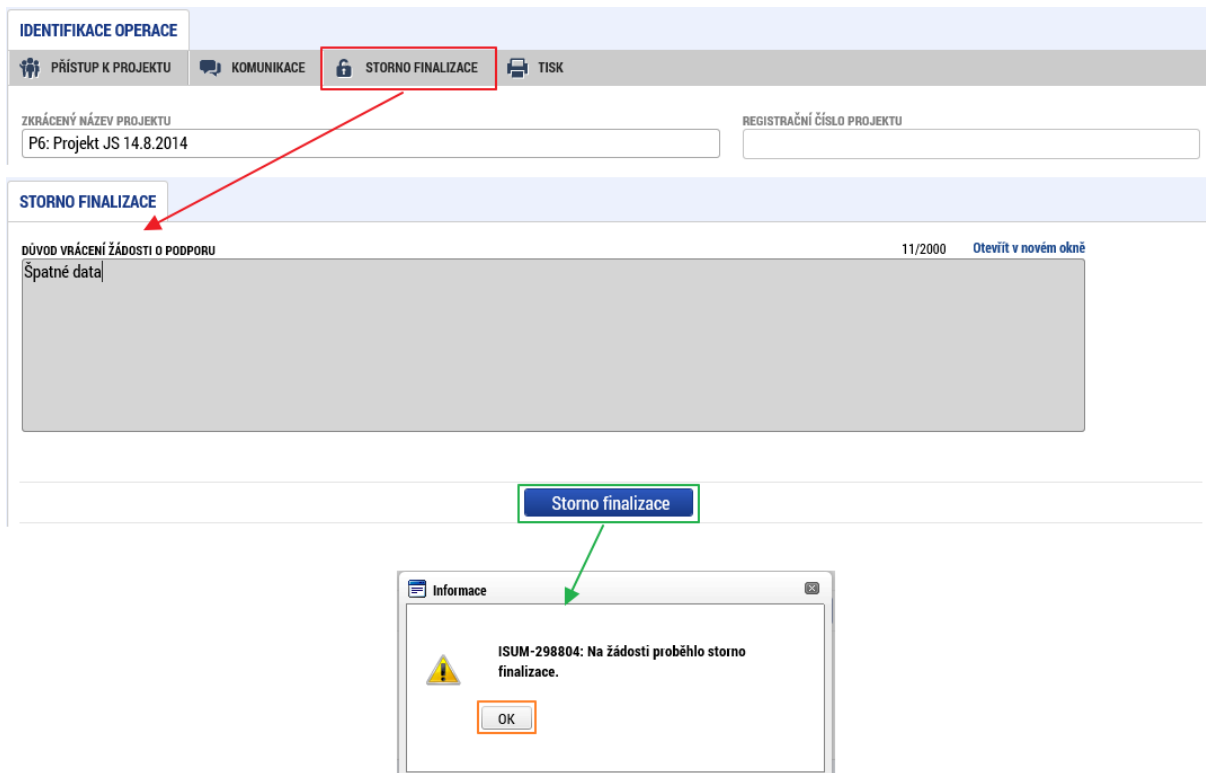 IDENTIFIKACE OPERACE
PŘÍSTUP K PROJEKTU KOMUNIKACE STORNO FINALIZACE TISK
ZKRÁCENÝ NÁZEV PROJEKTU REGISTRAČNÍ ČÍSLO PROJEKTU
P6: Projekt JS 14.8.2014
STORNO FINALIZACE
DŮVOD VRÁCENÍ ŽÁDOSTI O PODPORU 11/2000 Otevřít v novém okně
Špatné data
Storno finalizace
Informace
ISUM-298804: Na žádosti proběhlo storno
finalizace.
OK